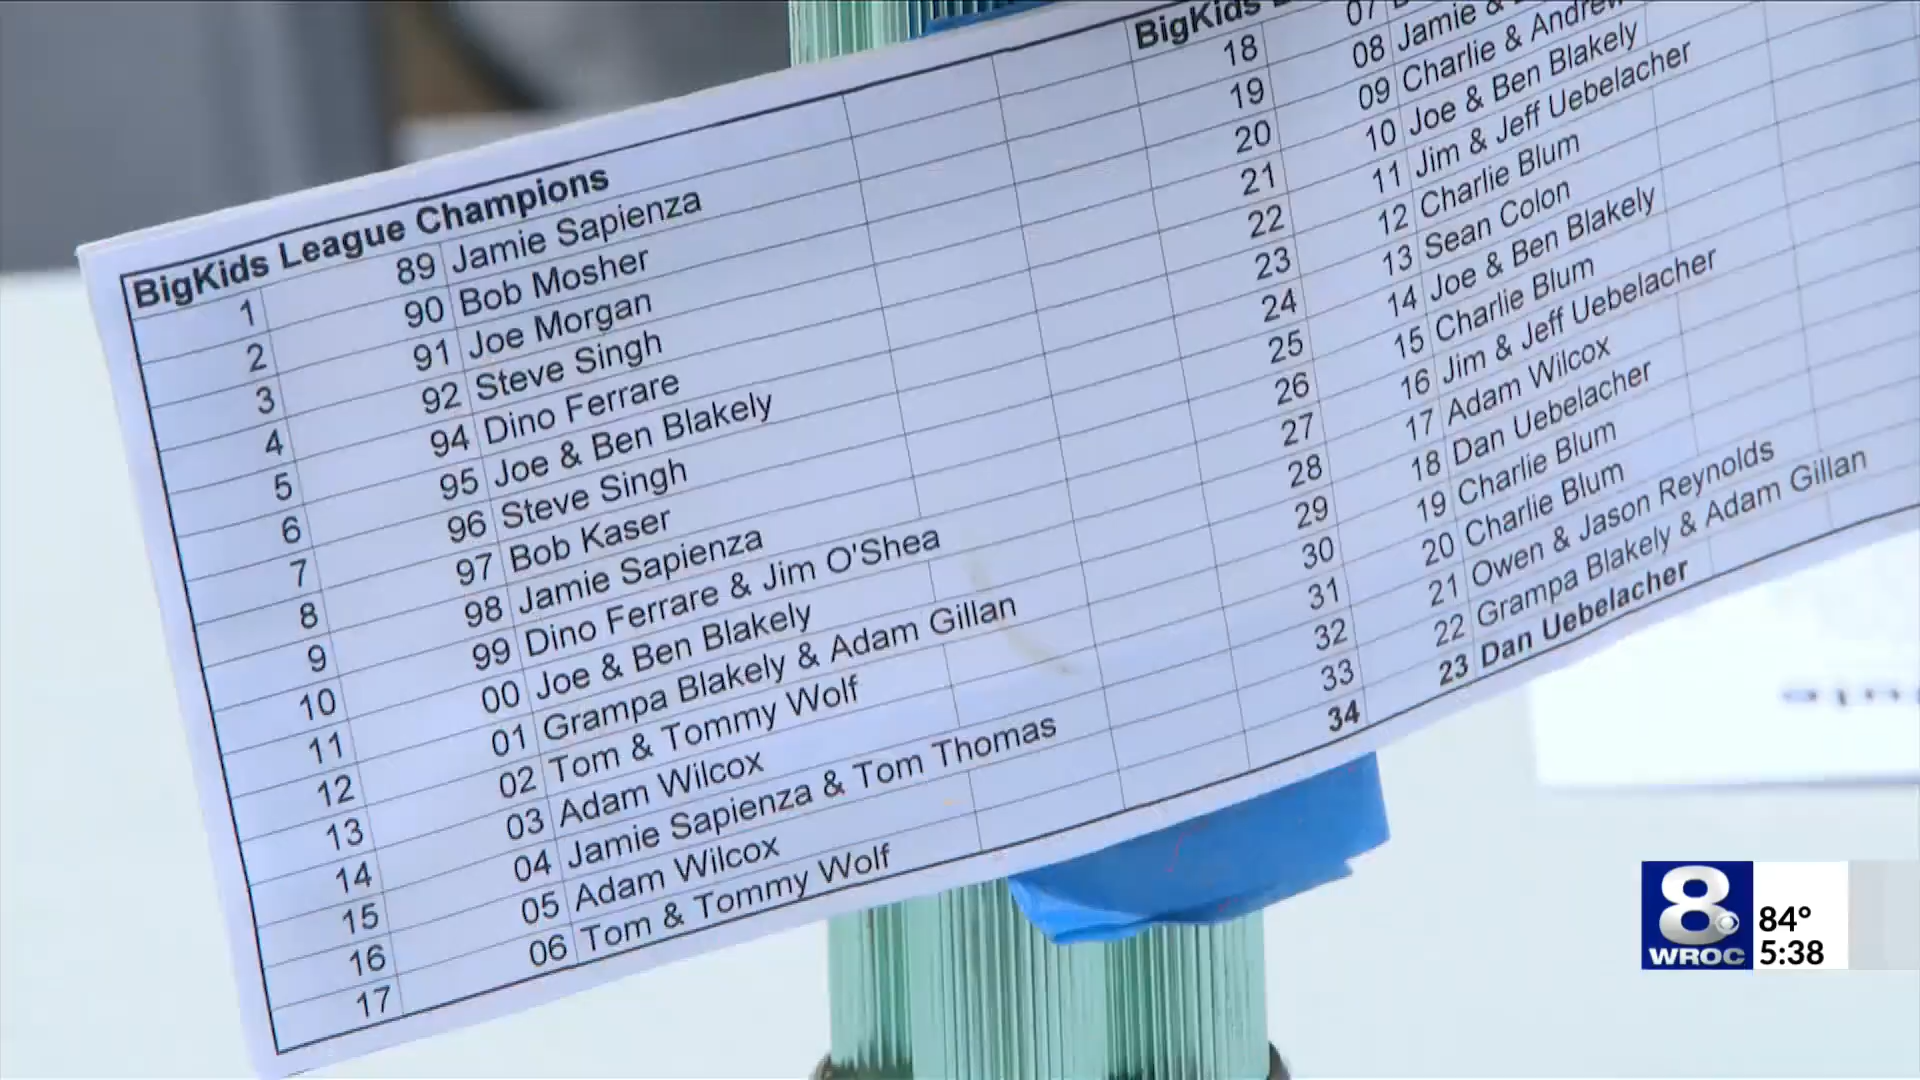 BigKids League Champions
1 89 Jamie Sapienza
2 90 Bob Mosher
3 91 Joe Morgan
4 92 Steve Singh
5 94 Dino Ferrare
6 95 Joe & Ben Blakely
7 96 Steve Singh
8 97 Bob Kaser
9 98 Jamie Sapienza
10 99 Dino Ferrare & Jim O'Shea
11 00 Joe & Ben Blakely
12 01 Grampa Blakely & Adam Gillan
13 02 Tom & Tommy Wolf
14 03 Adam Wilcox
15 04 Jamie Sapienza & Tom Thomas
16 05 Adam Wilcox
17 06 Tom & Tommy Wolf
BigKids
18 07
19 08 Jamie &
20 09 Charlie & Andrew
21 10 Joe & Ben Blakely
22 11 Jim & Jeff Uebelacher
23 12 Charlie Blum
24 13 Sean Colon
25 14 Joe & Ben Blakely
26 15 Charlie Blum
27 16 Jim & Jeff Uebelacher
28 17 Adam Wilcox
29 18 Dan Uebelacher
30 19 Charlie Blum
31 20 Charlie Blum
32 21 Owen & Jason Reynolds
33 22 Grampa Blakely & Adam Gillan
34 23 Dan Uebelacher
8 84°
WROC 5:38